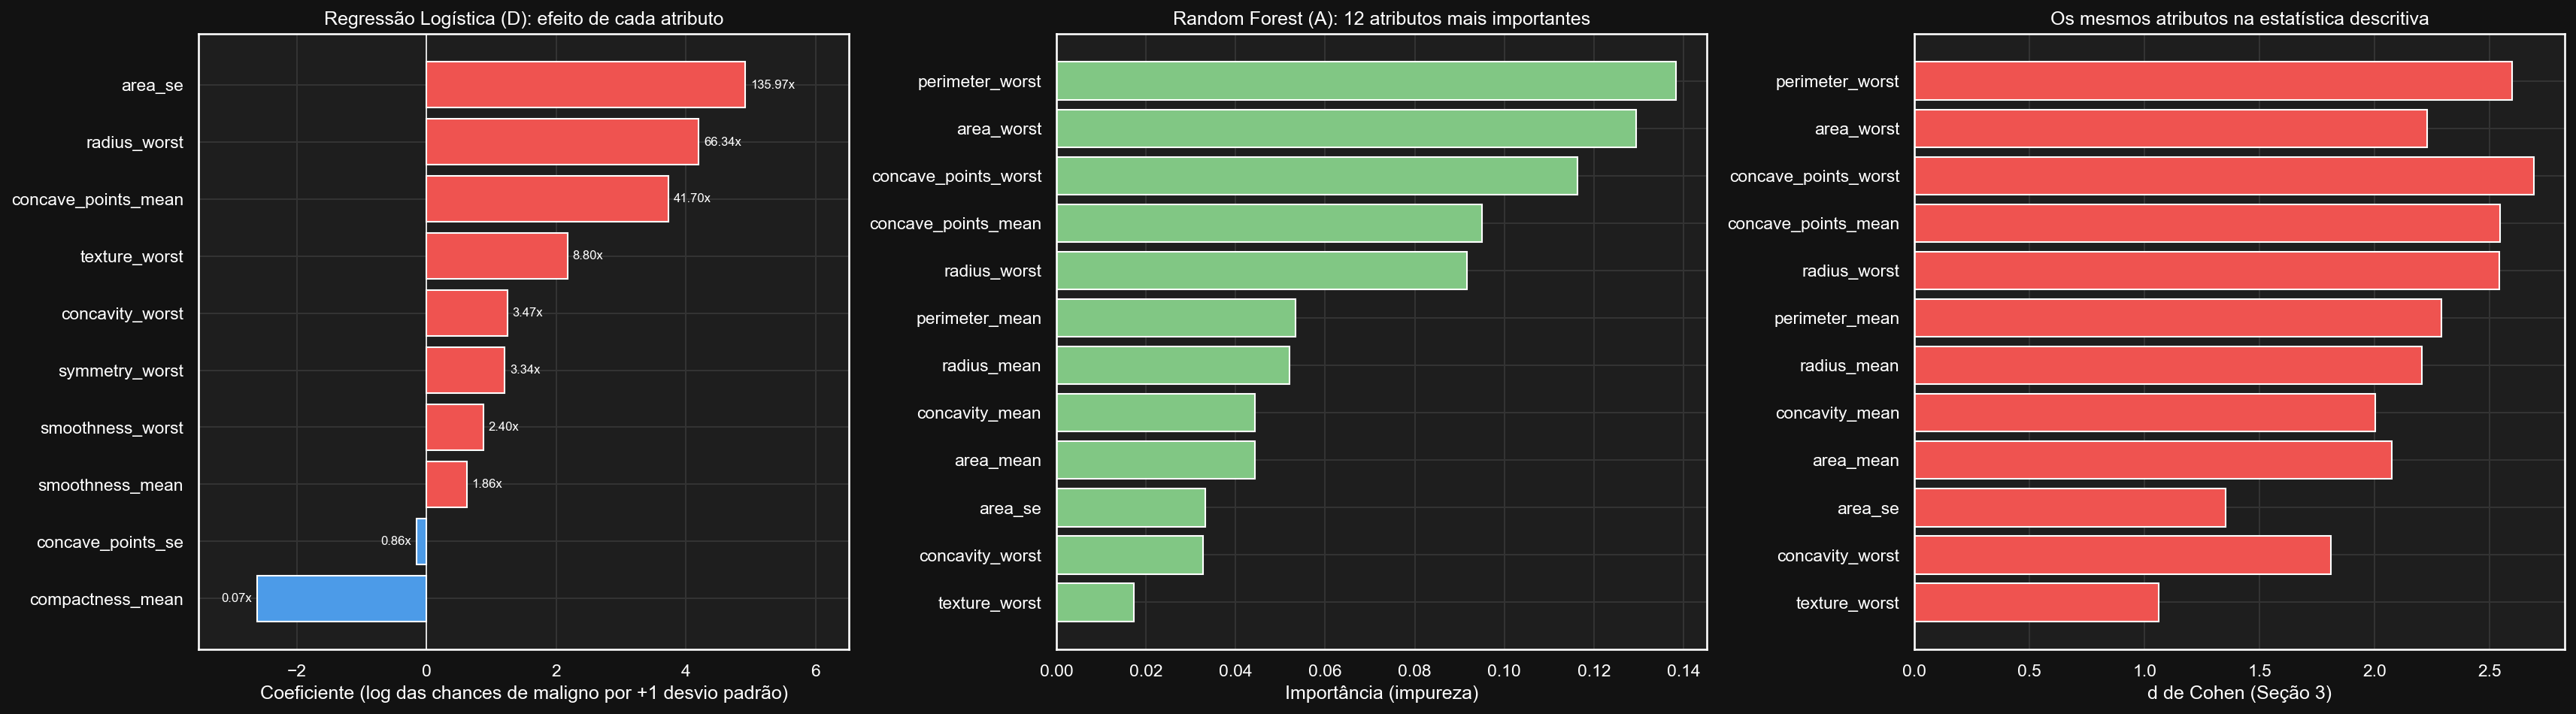 Regressão Logística (D): efeito de cada atributo
area_se
135.97x
radius_worst
66.34x
concave_points_mean
41.70x
texture_worst
8.80x
concavity_worst
3.47x
symmetry_worst
3.34x
smoothness_worst
2.40x
smoothness_mean
1.86x
concave_points_se
0.86x
compactness_mean
0.07x
−2 0 2 4 6
Coeficiente (log das chances de maligno por +1 desvio padrão)
Random Forest (A): 12 atributos mais importantes
perimeter_worst
area_worst
concave_points_worst
concave_points_mean
radius_worst
perimeter_mean
radius_mean
concavity_mean
area_mean
area_se
concavity_worst
texture_worst
0.00 0.02 0.04 0.06 0.08 0.10 0.12 0.14
Importância (impureza)
Os mesmos atributos na estatística descritiva
perimeter_worst
area_worst
concave_points_worst
concave_points_mean
radius_worst
perimeter_mean
radius_mean
concavity_mean
area_mean
area_se
concavity_worst
texture_worst
0.0 0.5 1.0 1.5 2.0 2.5
d de Cohen (Seção 3)